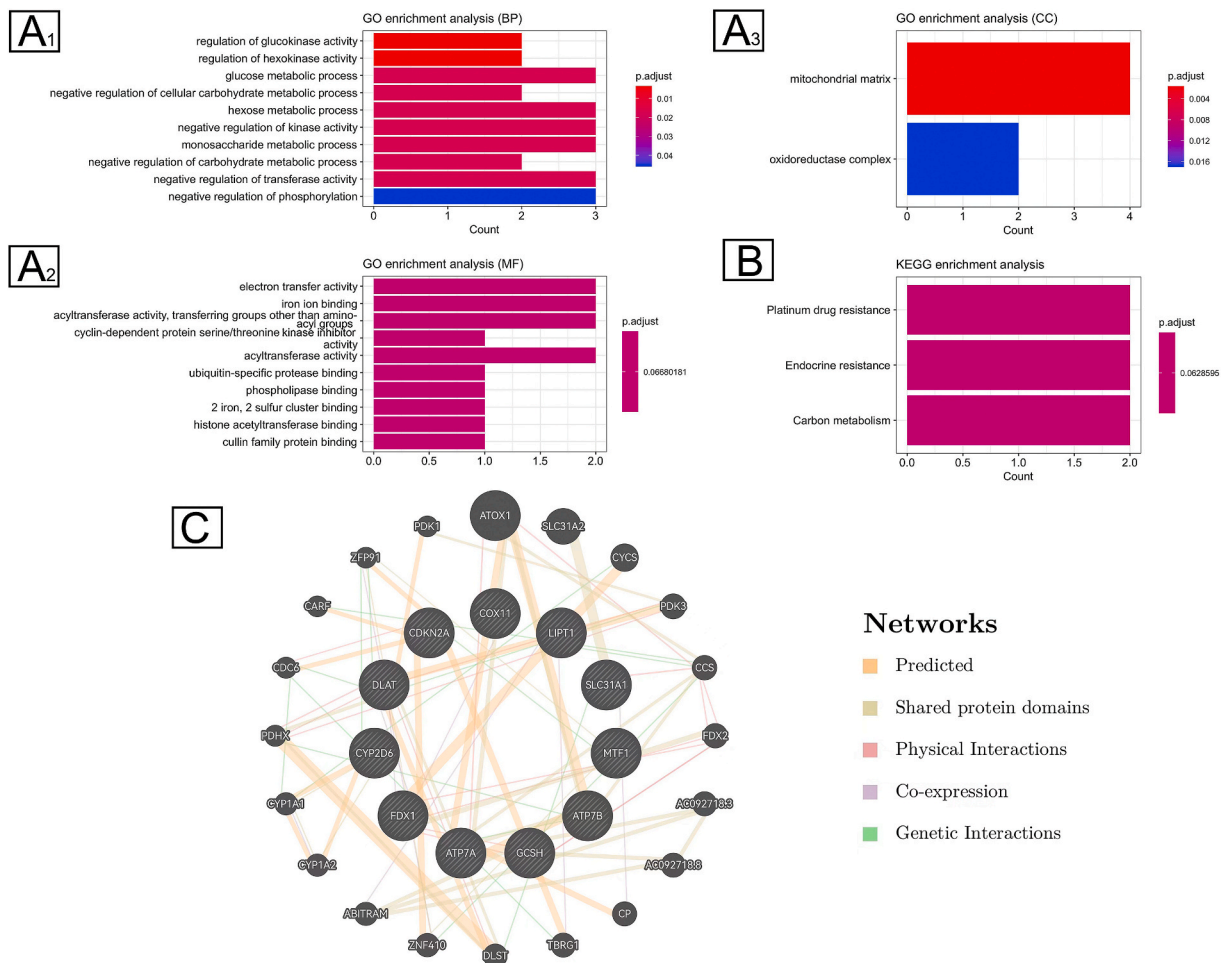 A1
GO enrichment analysis (BP)
regulation of glucokinase activity
regulation of hexokinase activity
glucose metabolic process
negative regulation of cellular carbohydrate metabolic process
hexose metabolic process
negative regulation of kinase activity
monosaccharide metabolic process
negative regulation of carbohydrate metabolic process
negative regulation of transferase activity
negative regulation of phosphorylation
0 1 2 3
Count
p.adjust
0.01
0.02
0.03
0.04
A3
GO enrichment analysis (CC)
mitochondrial matrix
oxidoreductase complex
0 1 2 3 4
Count
p.adjust
0.004
0.008
0.012
0.016
A2
GO enrichment analysis (MF)
electron transfer activity
iron ion binding
acyltransferase activity, transferring groups other than amino-
acyl groups
cyclin-dependent protein serine/threonine kinase inhibitor
activity
acyltransferase activity
ubiquitin-specific protease binding
phospholipase binding
2 iron, 2 sulfur cluster binding
histone acetyltransferase binding
cullin family protein binding
0.0 0.5 1.0 1.5 2.0
Count
p.adjust
0.06680181
B
KEGG enrichment analysis
Platinum drug resistance
Endocrine resistance
Carbon metabolism
0.0 0.5 1.0 1.5 2.0
Count
p.adjust
0.0628595
C
ATOX1
SLC31A2
PDK1
CYCS
ZFP91
CARF
COX11
PDK3
CDKN2A
LIPT1
CDC6
DLAT
SLC31A1
CCS
PDHX
CYP2D6
MTF1
FDX2
CYP1A1
FDX1
ATP7B
AC092718.3
CYP1A2
ATP7A
GCSH
AC092718.8
ABITRAM
CP
ZNF410
DLST
TBRG1
Networks
Predicted
Shared protein domains
Physical Interactions
Co-expression
Genetic Interactions